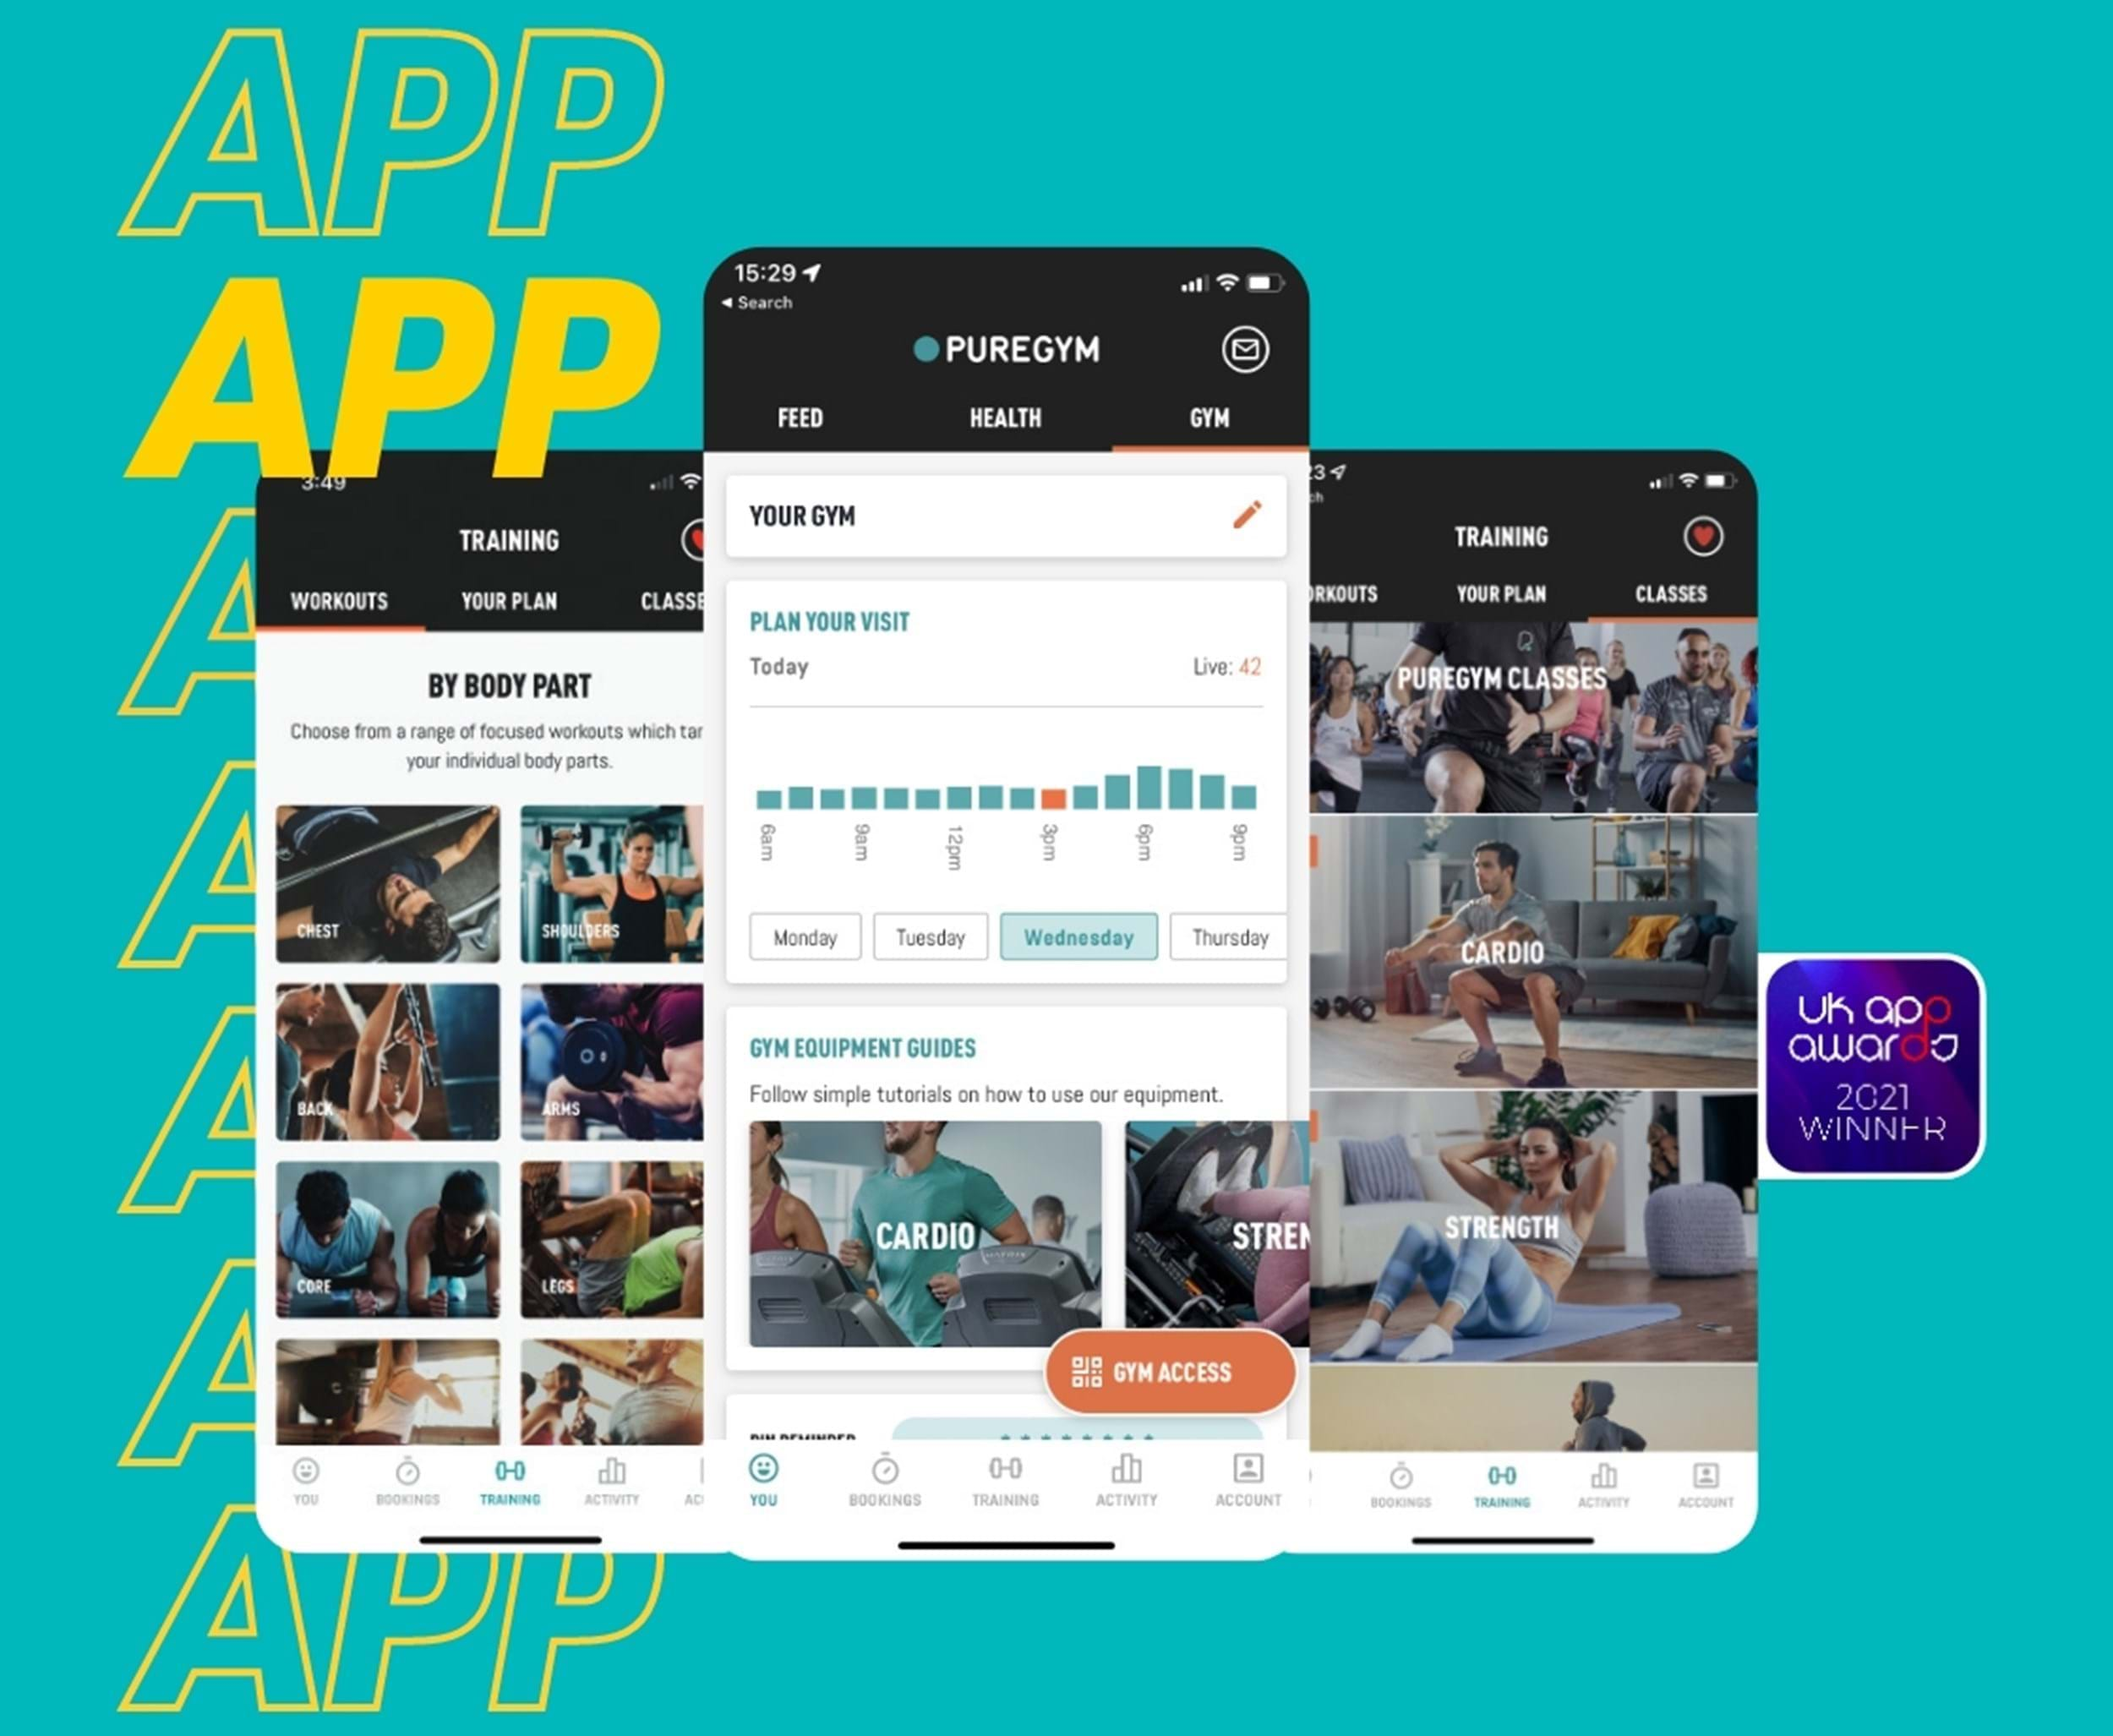 APP
APP
APP
3:49
TRAINING
WORKOUTS YOUR PLAN CLASSE
BY BODY PART
Choose from a range of focused workouts which tar
your individual body parts.
CHEST SHOULDERS
BACK ARMS
CORE LEGS
YOU BOOKINGS TRAINING ACTIVITY AC
15:29
◄ Search
PUREGYM
FEED HEALTH GYM
YOUR GYM
PLAN YOUR VISIT
Today Live: 42
6am 9am 12pm 3pm 6pm 9pm
Monday Tuesday Wednesday Thursday
GYM EQUIPMENT GUIDES
Follow simple tutorials on how to use our equipment.
CARDIO STREN
GYM ACCESS
PIN REMINDER ********
YOU BOOKINGS TRAINING ACTIVITY ACCOUNT
23
ch
TRAINING
ORKOUTS YOUR PLAN CLASSES
PUREGYM CLASSES
CARDIO
STRENGTH
BOOKINGS TRAINING ACTIVITY ACCOUNT
uk app
awards
2021
WINNER